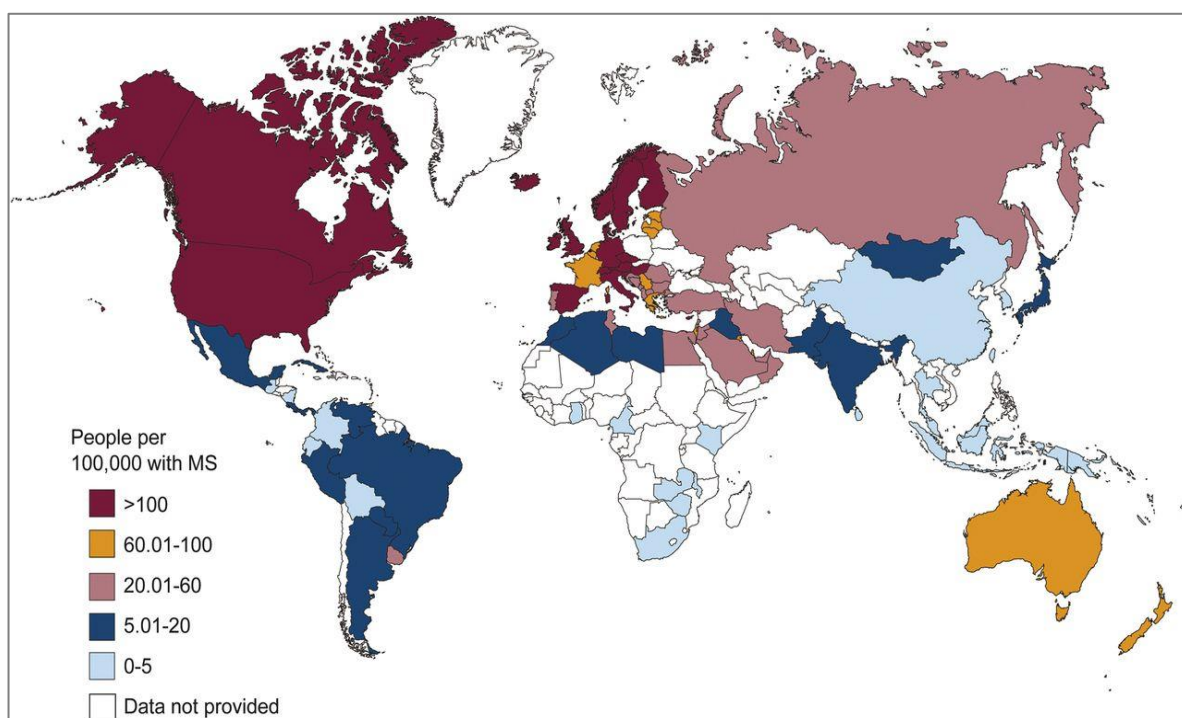 People per
100,000 with MS
>100
60.01-100
20.01-60
5.01-20
0-5
Data not provided